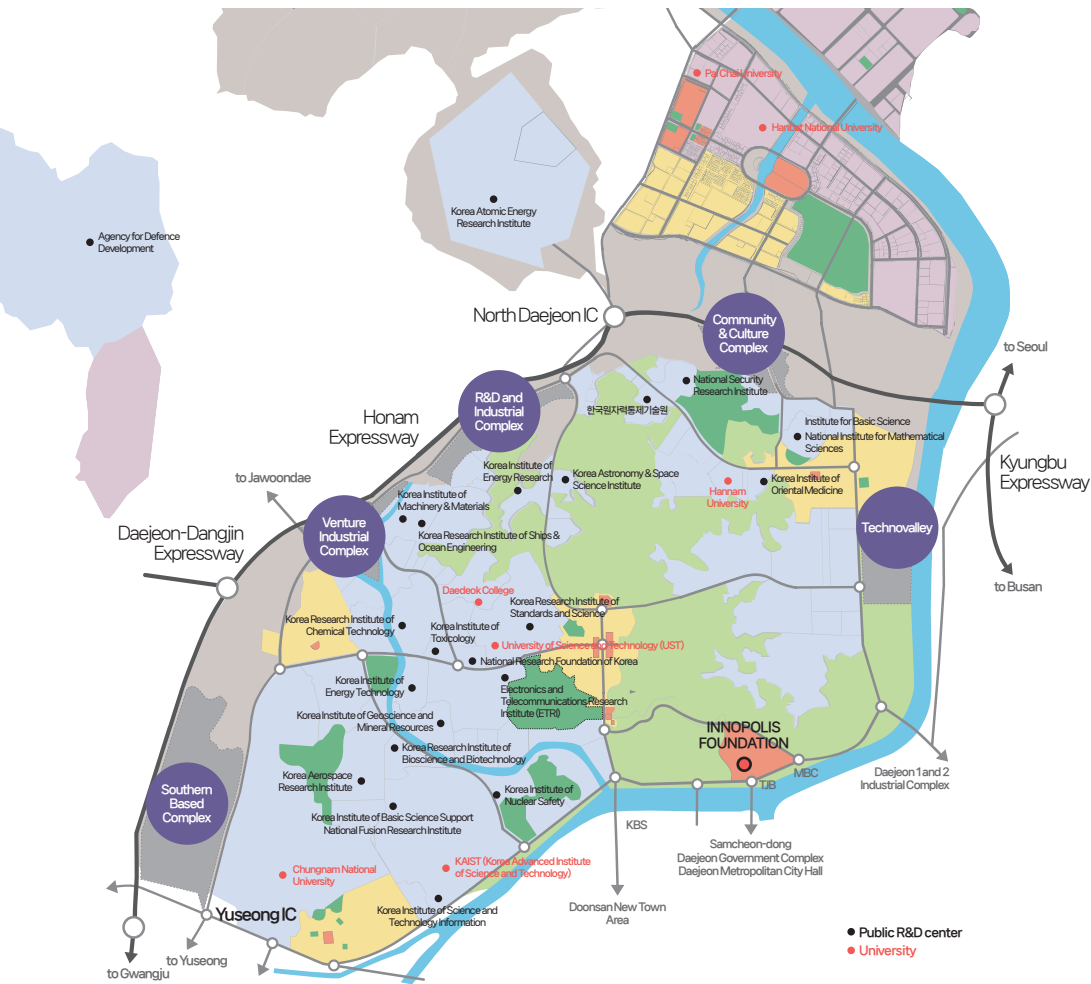 Pai Chai University
Hanbat National University
Korea Atomic Energy
Research Institute
Agency for Defence
Development
North Daejeon IC
Community
& Culture
Complex
to Seoul
National Security
Research Institute
R&D and
Industrial
Complex
한국원자력통제기술원
Honam
Expressway
Institute for Basic Science
National Institute for Mathematical
Sciences
Korea Institute of
Energy Research
Korea Astronomy & Space
Science Institute
Hannam
University
Korea Institute of
Oriental Medicine
Kyungbu
Expressway
to Jawoondae
Korea Institute of
Machinery & Materials
Korea Research Institute of Ships &
Ocean Engineering
Venture
Industrial
Complex
Technovalley
Daejeon-Dangjin
Expressway
to Busan
Daedeok College
Korea Research Institute of
Standards and Science
Korea Research Institute of
Chemical Technology
Korea Institute of
Toxicology
University of Science and Technology (UST)
National Research Foundation of Korea
Korea Institute of
Energy Technology
Electronics and
Telecommunications Research
Institute (ETRI)
Korea Institute of Geoscience and
Mineral Resources
Korea Research Institute of
Bioscience and Biotechnology
INNOPOLIS
FOUNDATION
MBC
TJB
Daejeon 1 and 2
Industrial Complex
Korea Aerospace
Research Institute
Korea Institute of
Nuclear Safety
Southern
Based
Complex
Korea Institute of Basic Science Support
National Fusion Research Institute
KBS
Samcheon-dong
Daejeon Government Complex
Daejeon Metropolitan City Hall
Chungnam National
University
KAIST (Korea Advanced Institute
of Science and Technology)
Doonsan New Town
Area
Yuseong IC
Korea Institute of Science and
Technology Information
Public R&D center
University
to Yuseong
to Gwangju